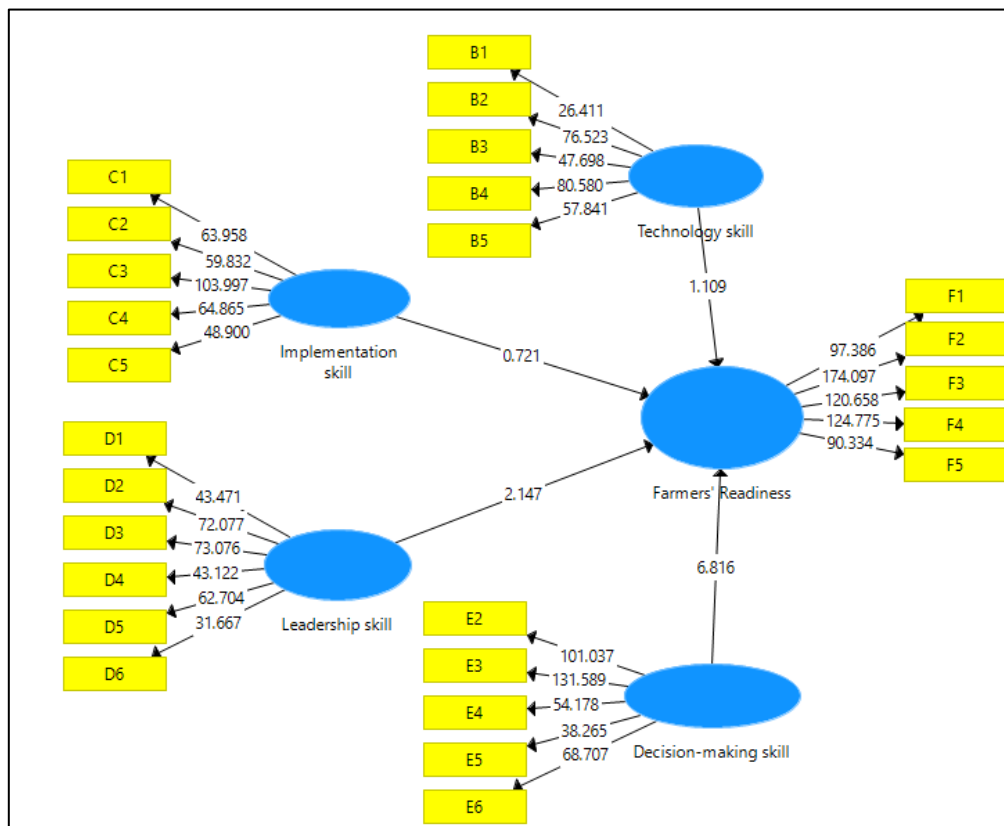 B1
B2
B3
B4
B5
26.411
76.523
47.698
80.580
57.841
Technology skill
1.109
C1
C2
C3
C4
C5
63.958
59.832
103.997
64.865
48.900
Implementation
skill
0.721
F1
F2
F3
F4
F5
97.386
174.097
120.658
124.775
90.334
Farmers' Readiness
D1
D2
D3
D4
D5
D6
43.471
72.077
73.076
43.122
62.704
31.667
Leadership skill
2.147
6.816
E2
E3
E4
E5
E6
101.037
131.589
54.178
38.265
68.707
Decision-making skill